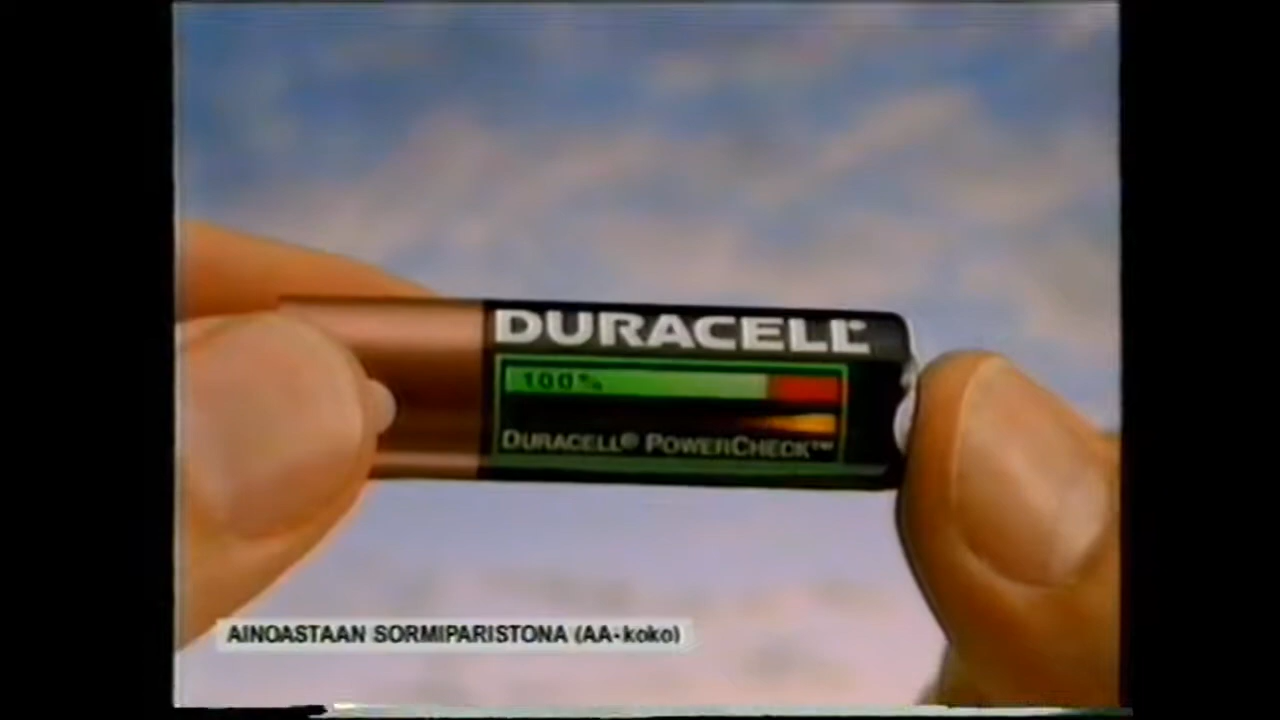 DURACELL®
100%
DURACELL® POWERCHECK™
AINOASTAAN SORMIPARISTONA (AA-koko)